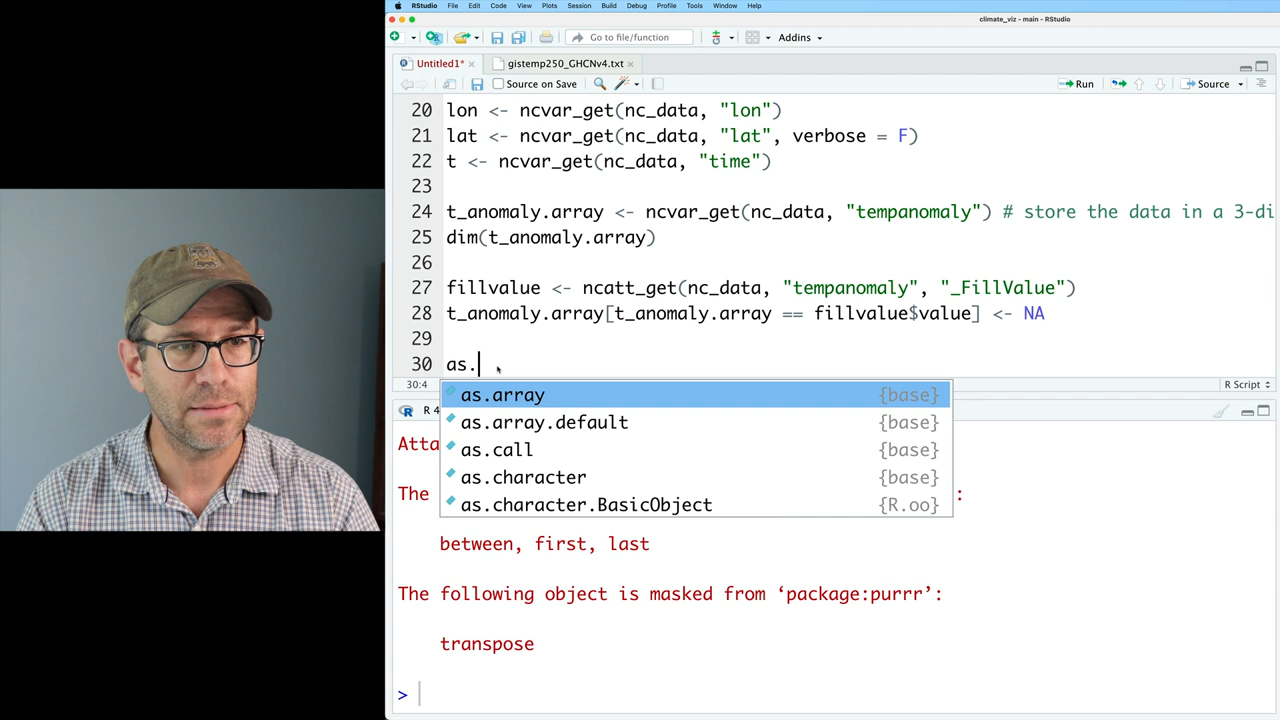 RStudio File Edit Code View Plots Session Build Debug Profile Tools Window Help
climate_viz - main - RStudio
Go to file/function Addins
Untitled1* gistemp250_GHCNv4.txt
Source on Save Run Source
20 lon <- ncvar_get(nc_data, "lon")
21 lat <- ncvar_get(nc_data, "lat", verbose = F)
22 t <- ncvar_get(nc_data, "time")
23
24 t_anomaly.array <- ncvar_get(nc_data, "tempanomaly") # store the data in a 3-di
25 dim(t_anomaly.array)
26
27 fillvalue <- ncatt_get(nc_data, "tempanomaly", "_FillValue")
28 t_anomaly.array[t_anomaly.array == fillvalue$value] <- NA
29
30 as.
30:4 R Script
as.array {base}
as.array.default {base}
as.call {base}
as.character {base}
as.character.BasicObject {R.oo}
R 4
Atta
The :
between, first, last
The following object is masked from ‘package:purrr’:
transpose
>